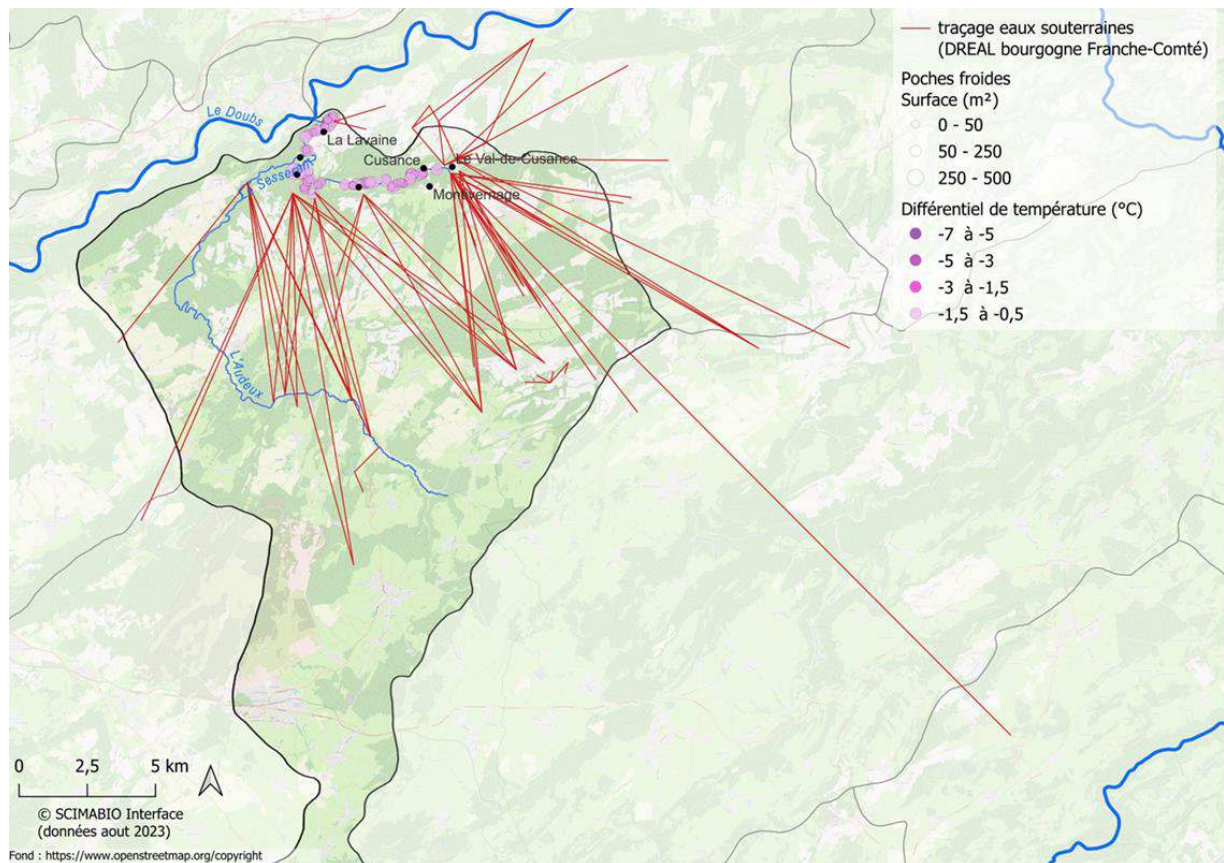 traçage eaux souterraines
(DREAL bourgogne Franche-Comté)
Poches froides
Surface (m²)
0 - 50
50 - 250
250 - 500
Différentiel de température (°C)
-7 à -5
-5 à -3
-3 à -1,5
-1,5 à -0,5
Le Doubs
La Lavaine
Cusance
Le Val-de-Cusance
Montivernage
L'Audeux
0 2,5 5 km
© SCIMABIO Interface
(données aout 2023)
Fond : https://www.openstreetmap.org/copyright